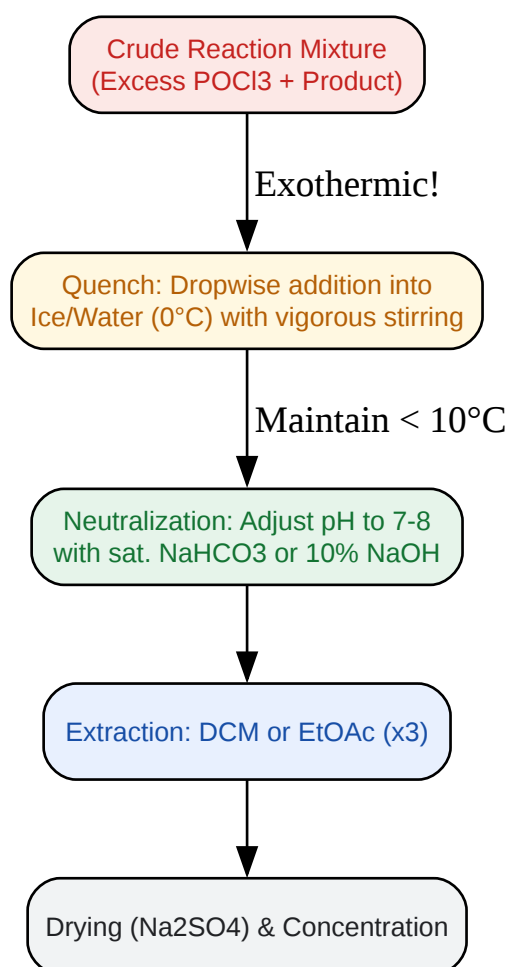 Crude Reaction Mixture
(Excess POCl3 + Product)
Exothermic!
Quench: Dropwise addition into
Ice/Water (0°C) with vigorous stirring
Maintain < 10°C
Neutralization: Adjust pH to 7-8
with sat. NaHCO3 or 10% NaOH
Extraction: DCM or EtOAc (x3)
Drying (Na2SO4) & Concentration